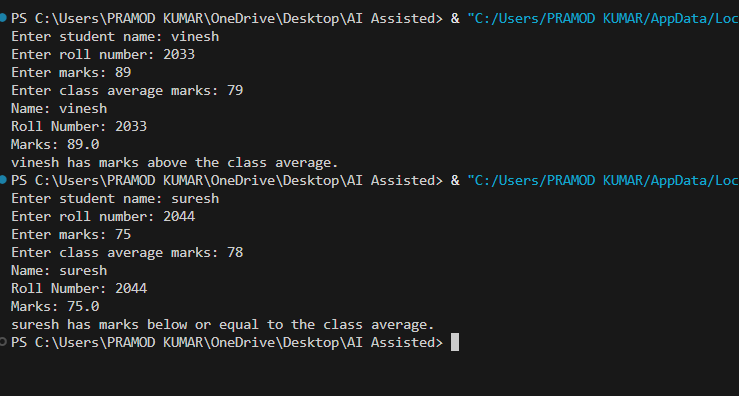 PS C:\Users\PRAMOD KUMAR\OneDrive\Desktop\AI Assisted> & "C:/Users/PRAMOD KUMAR/AppData/Loc
Enter student name: vinesh
Enter roll number: 2033
Enter marks: 89
Enter class average marks: 79
Name: vinesh
Roll Number: 2033
Marks: 89.0
vinesh has marks above the class average.
PS C:\Users\PRAMOD KUMAR\OneDrive\Desktop\AI Assisted> & "C:/Users/PRAMOD KUMAR/AppData/Loc
Enter student name: suresh
Enter roll number: 2044
Enter marks: 75
Enter class average marks: 78
Name: suresh
Roll Number: 2044
Marks: 75.0
suresh has marks below or equal to the class average.
PS C:\Users\PRAMOD KUMAR\OneDrive\Desktop\AI Assisted>